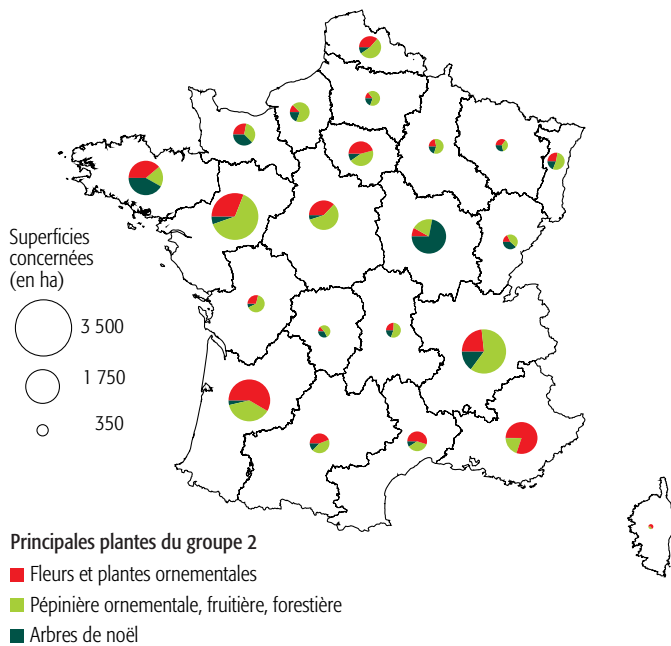 Superficies
concernées
(en ha)
3 500
1 750
350
Principales plantes du groupe 2
Fleurs et plantes ornementales
Pépinière ornementale, fruitière, forestière
Arbres de noël